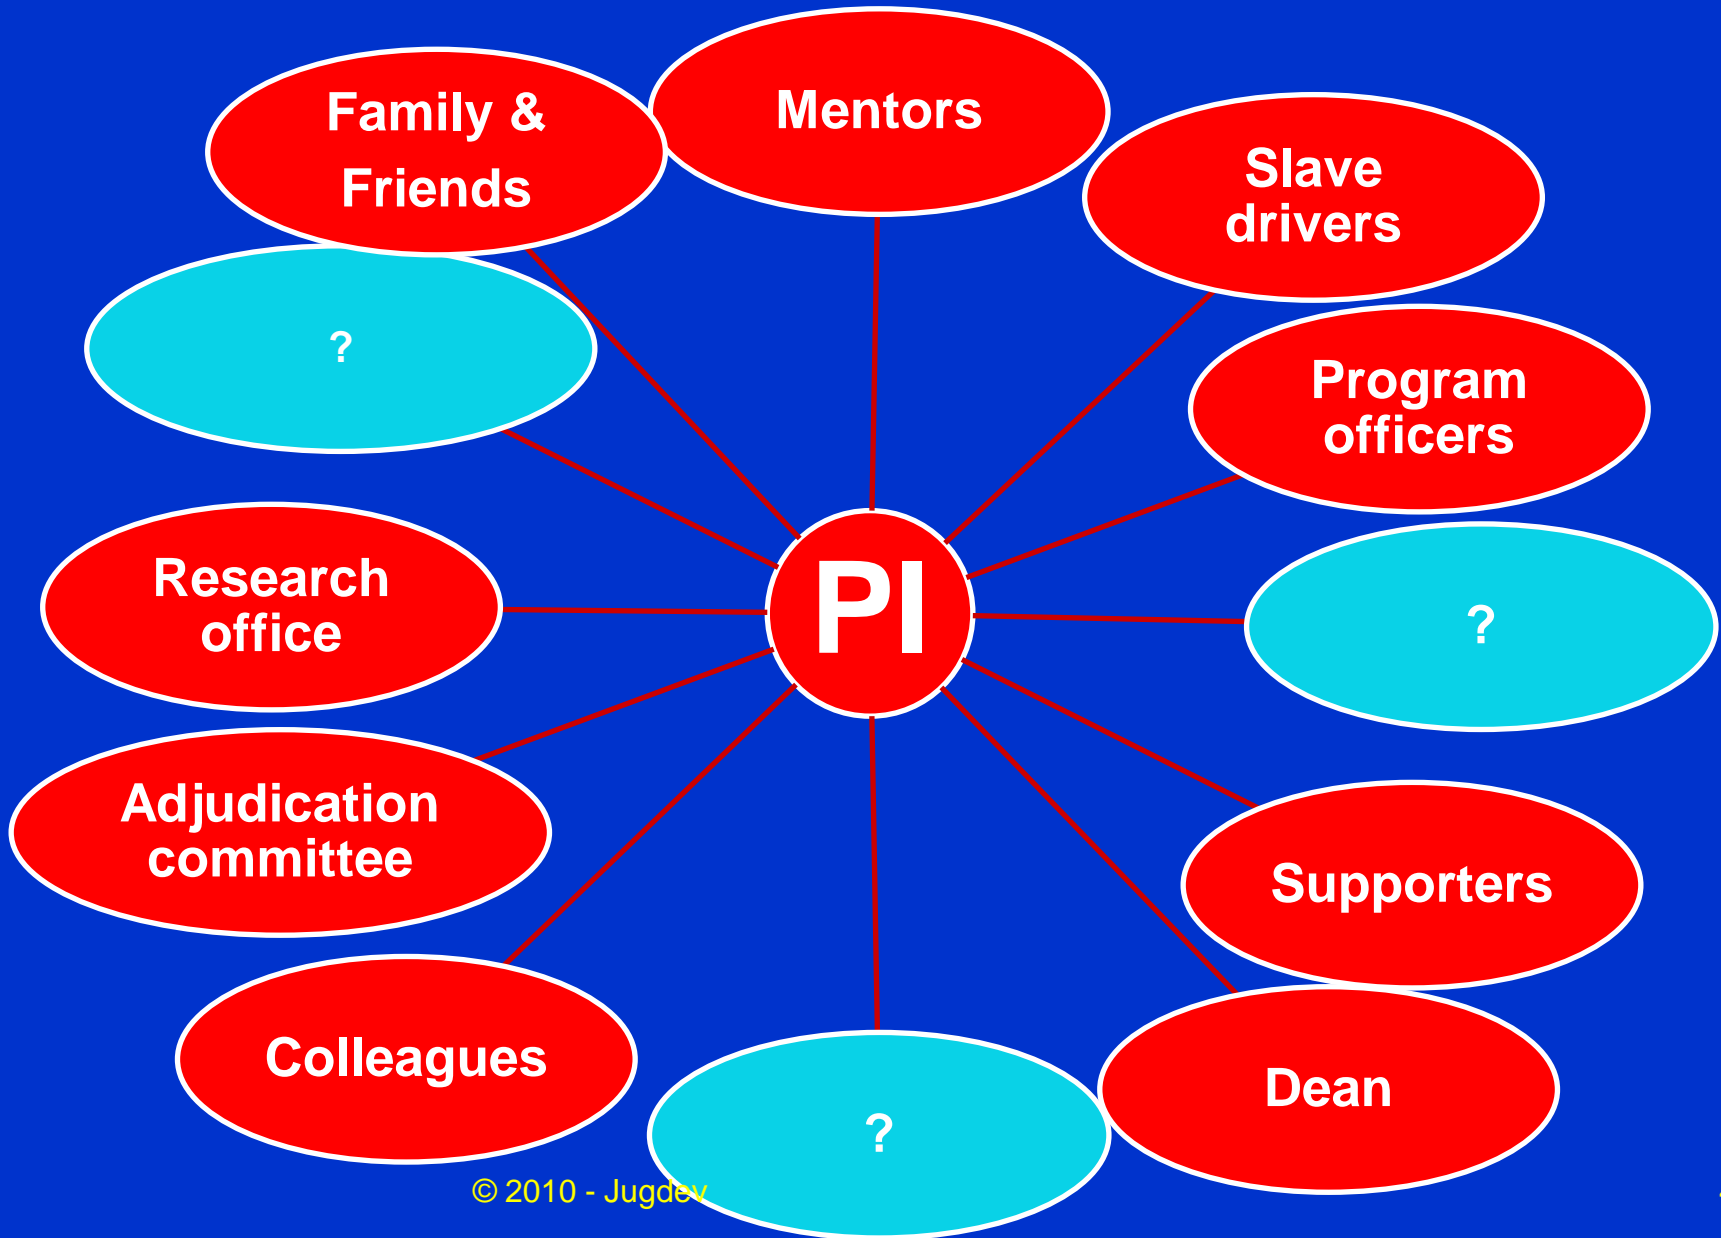 Family &
Friends
Mentors
Slave
drivers
?
Program
officers
Research
office
PI
?
Adjudication
committee
Supporters
Colleagues
?
Dean
© 2010 - Jugdev